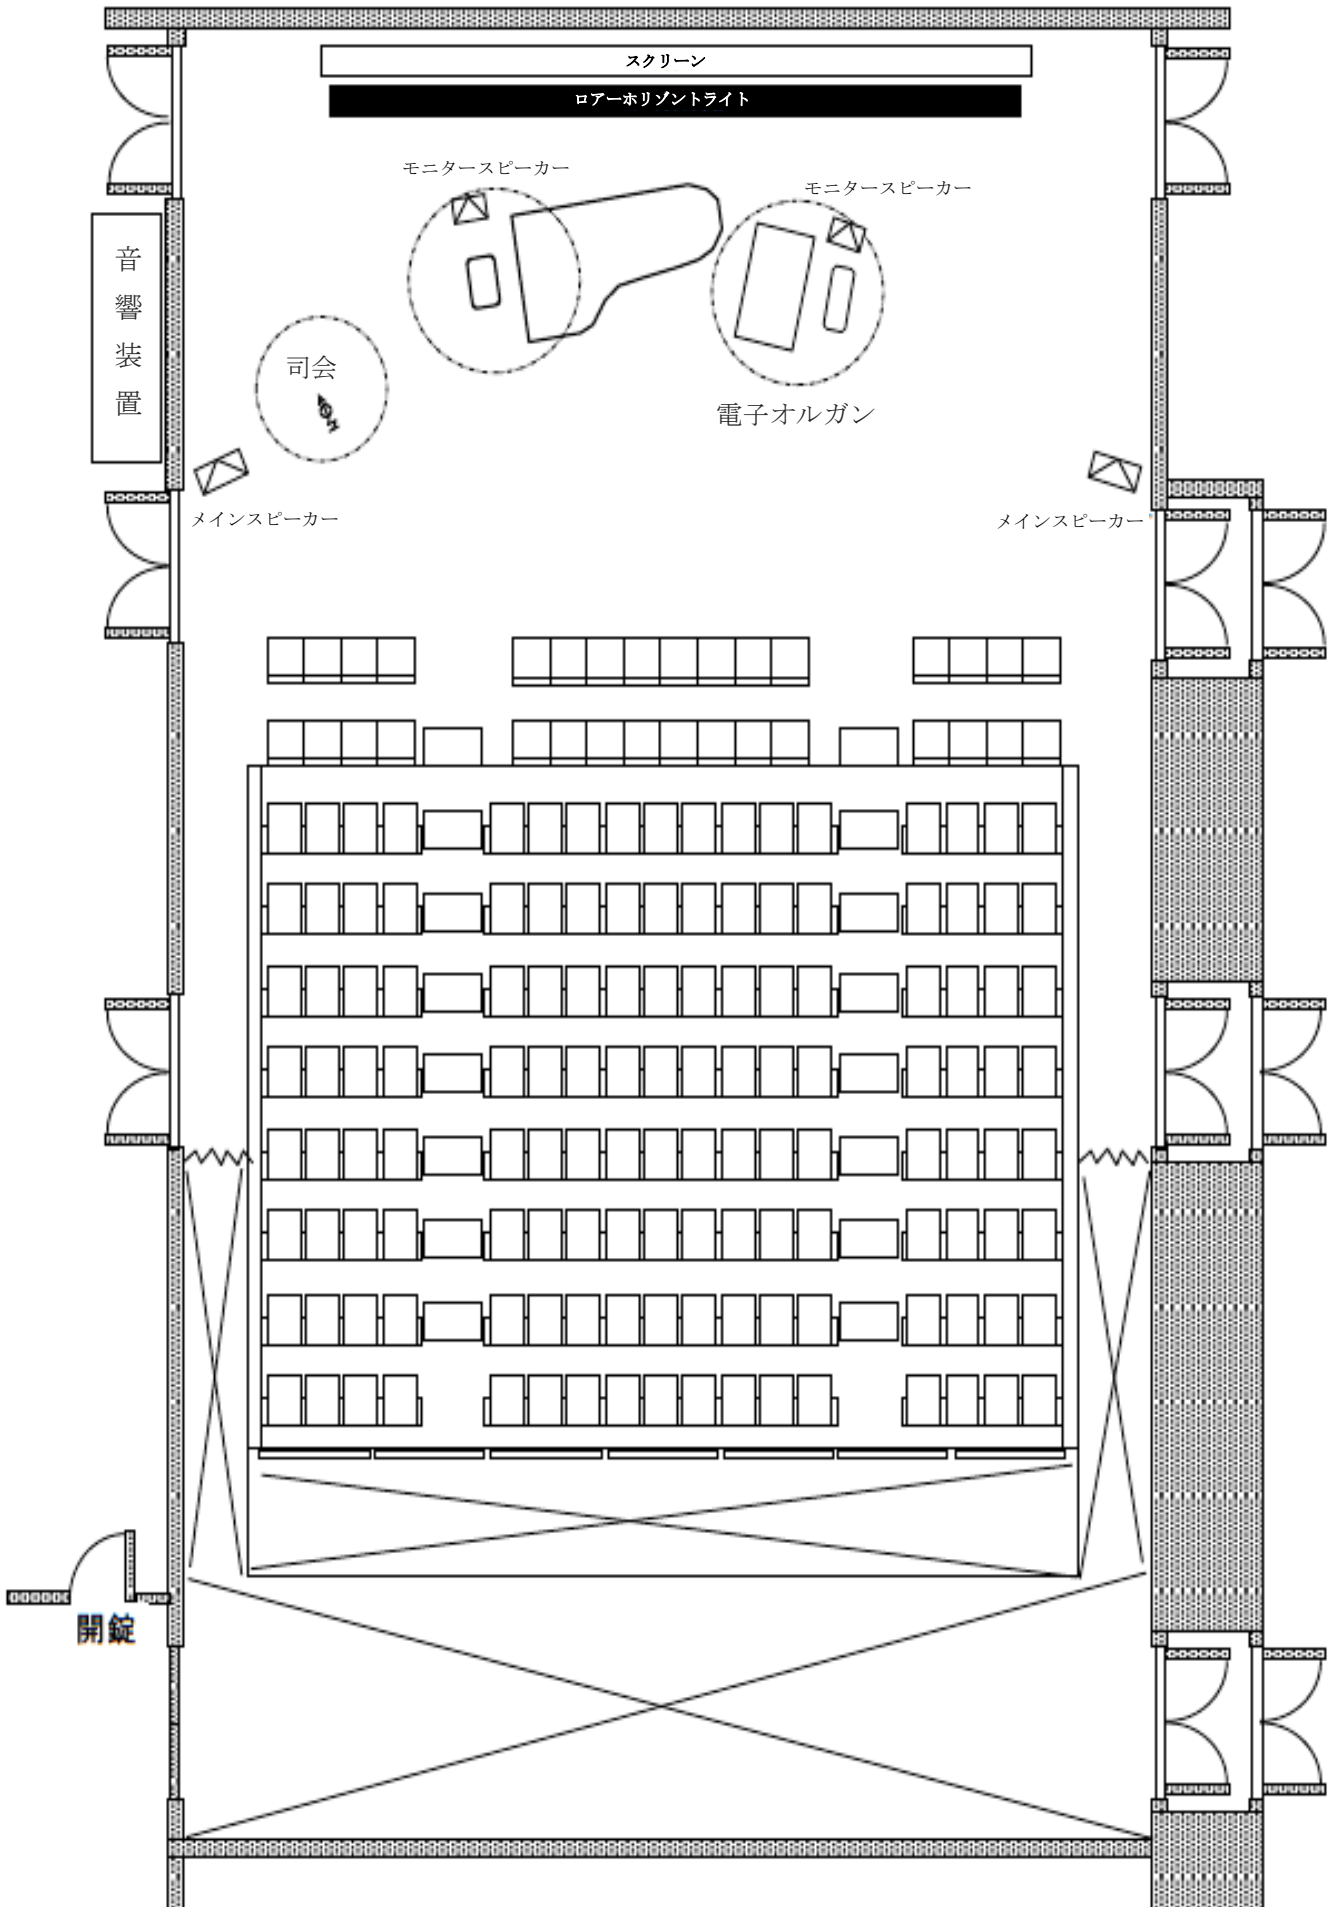 スクリーン
ロアーホリゾントライト
モニタースピーカー
モニタースピーカー
音響装置
司会
電子オルガン
メインスピーカー
メインスピーカー
開錠